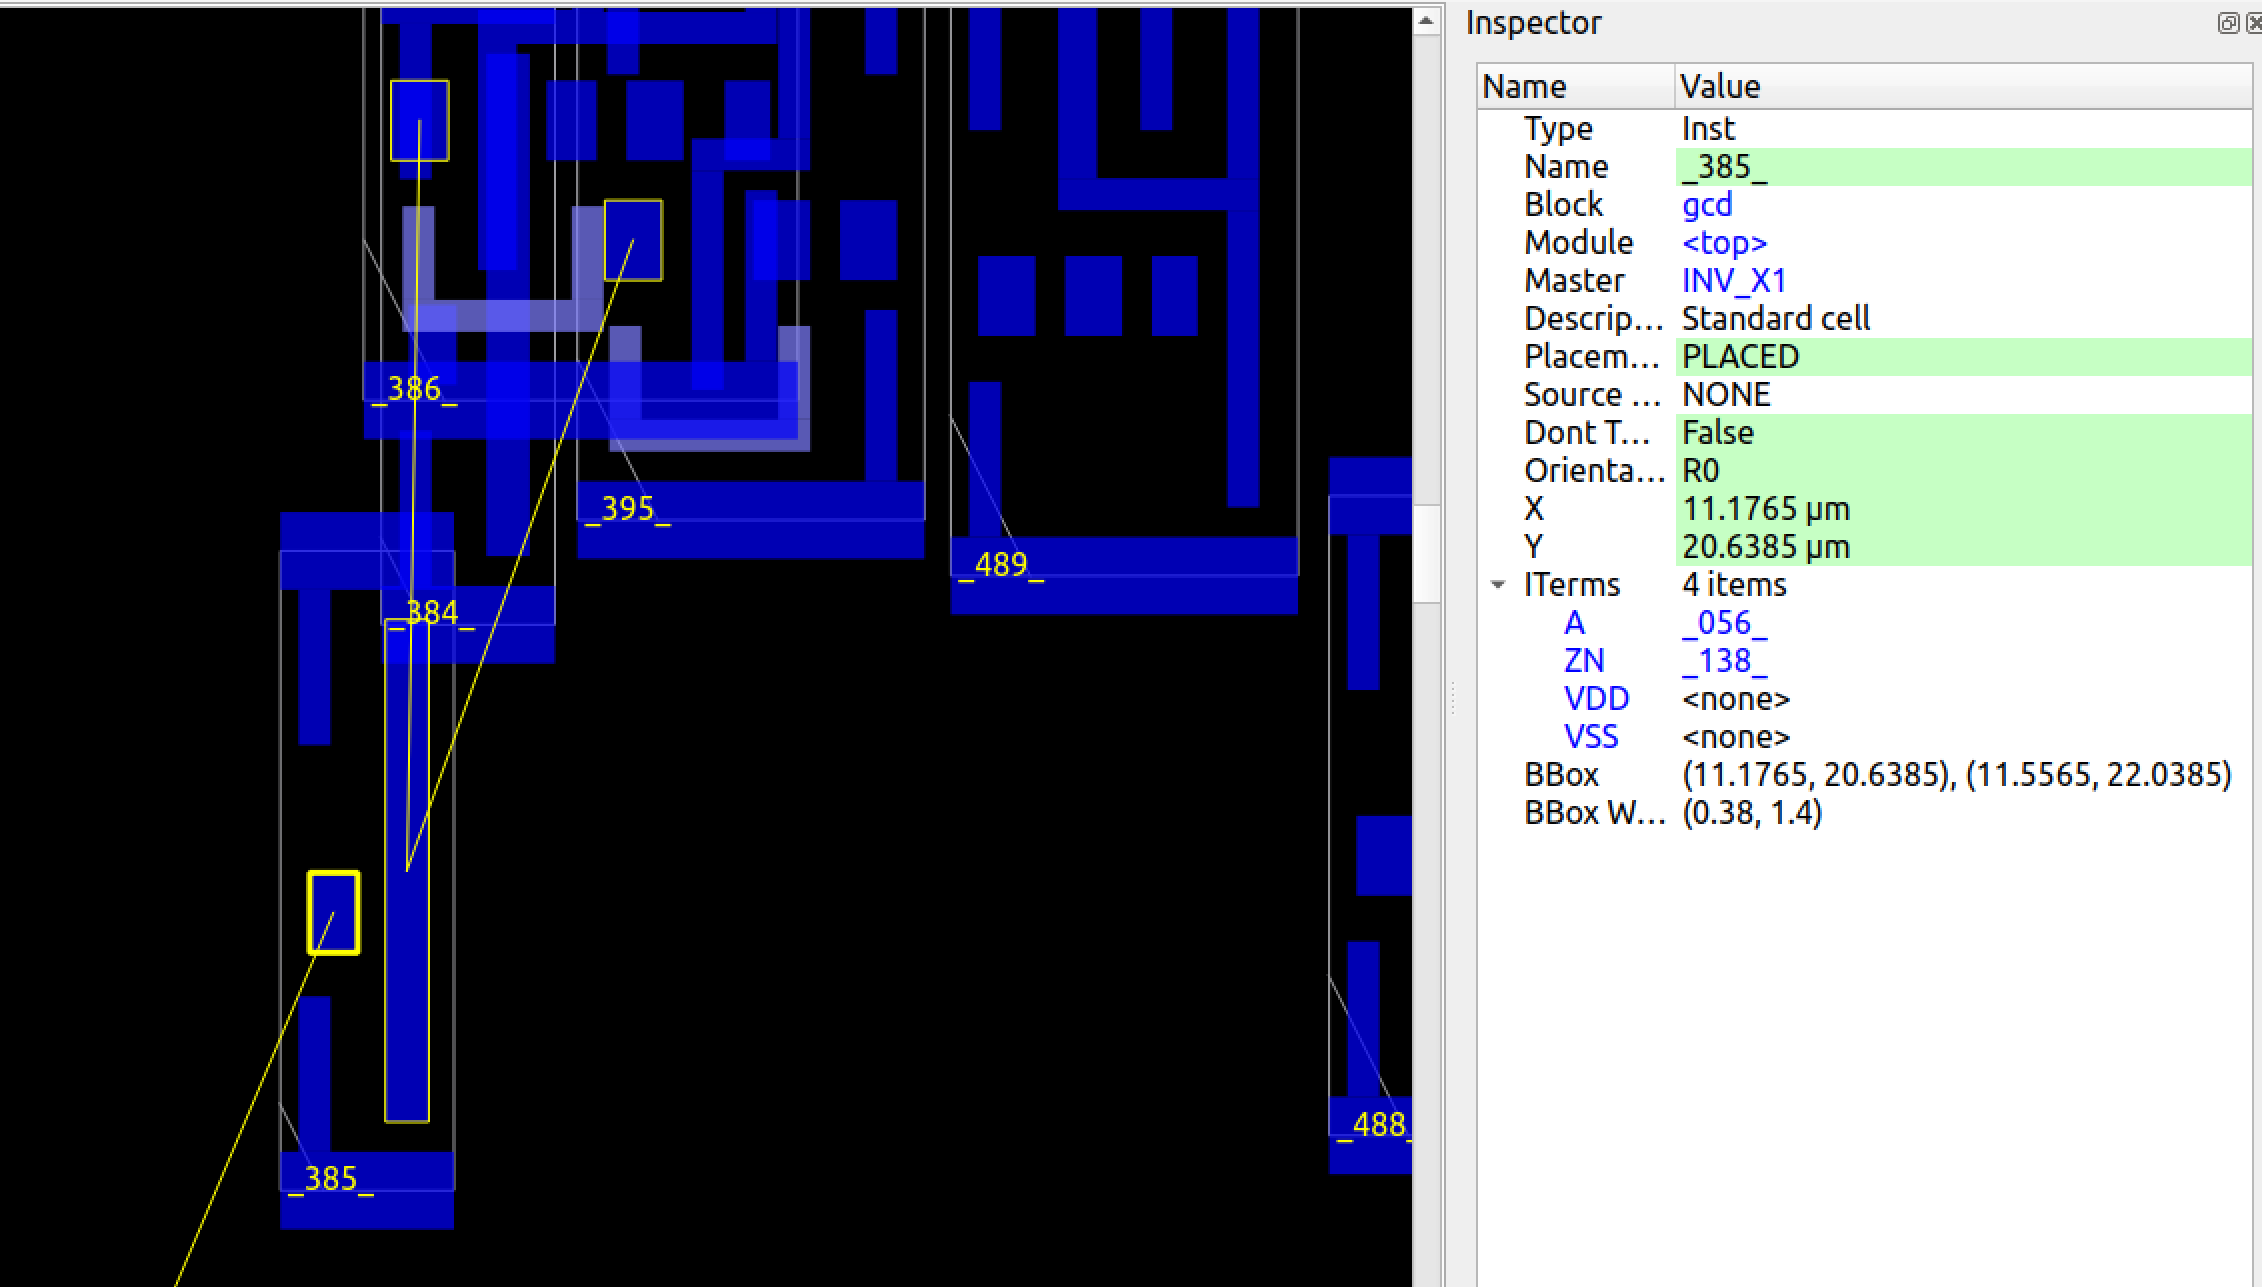 Inspector
Name Value
Type Inst
Name _385_
Block gcd
Module <top>
Master INV_X1
Descrip... Standard cell
Placem... PLACED
Source ... NONE
Dont T... False
Orienta... R0
X 11.1765 µm
Y 20.6385 µm
ITerms 4 items
A _056_
ZN _138_
VDD <none>
VSS <none>
BBox (11.1765, 20.6385), (11.5565, 22.0385)
BBox W... (0.38, 1.4)
_386_
_395_
_489_
_384_
_488_
_385_